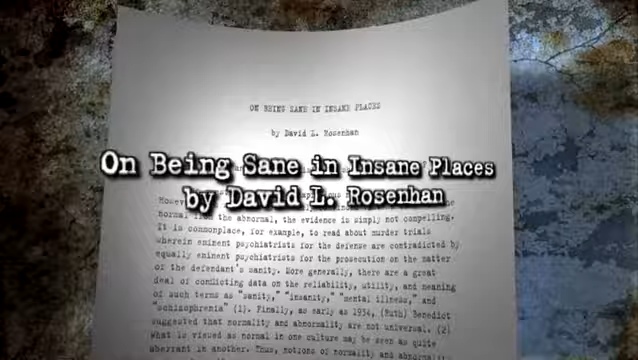 ON BEING SANE IN INSANE PLACES
by David L. Rosenhan
On Being Sane in Insane Places
by David L. Rosenhan
normal from the abnormal, the evidence is simply not compelling.
It is commonplace, for example, to read about murder trials
wherein eminent psychiatrists for the defense are contradicted by
equally eminent psychiatrists for the prosecution on the matter
of the defendant's sanity. More generally, there are a great
deal of conflicting data on the reliability, utility, and meaning
of such terms as "sanity," "insanity," "mental illness," and
"schizophrenia" (1). Finally, as early as 1934, (Ruth) Benedict
suggested that normality and abnormality are not universal. (2)
What is viewed as normal in one culture may be seen as quite
aberrant in another. Thus, notions of normality and